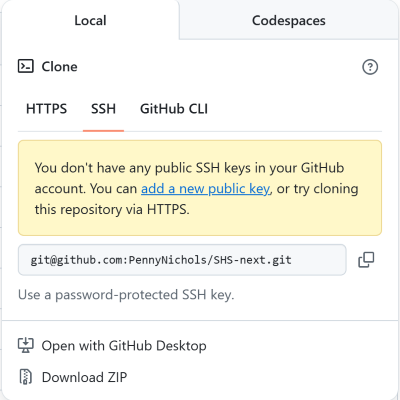 Local
Codespaces
Clone
HTTPS
SSH
GitHub CLI
You don't have any public SSH keys in your GitHub
account. You can add a new public key, or try cloning
this repository via HTTPS.
git@github.com:PennyNichols/SHS-next.git
Use a password-protected SSH key.
Open with GitHub Desktop
Download ZIP